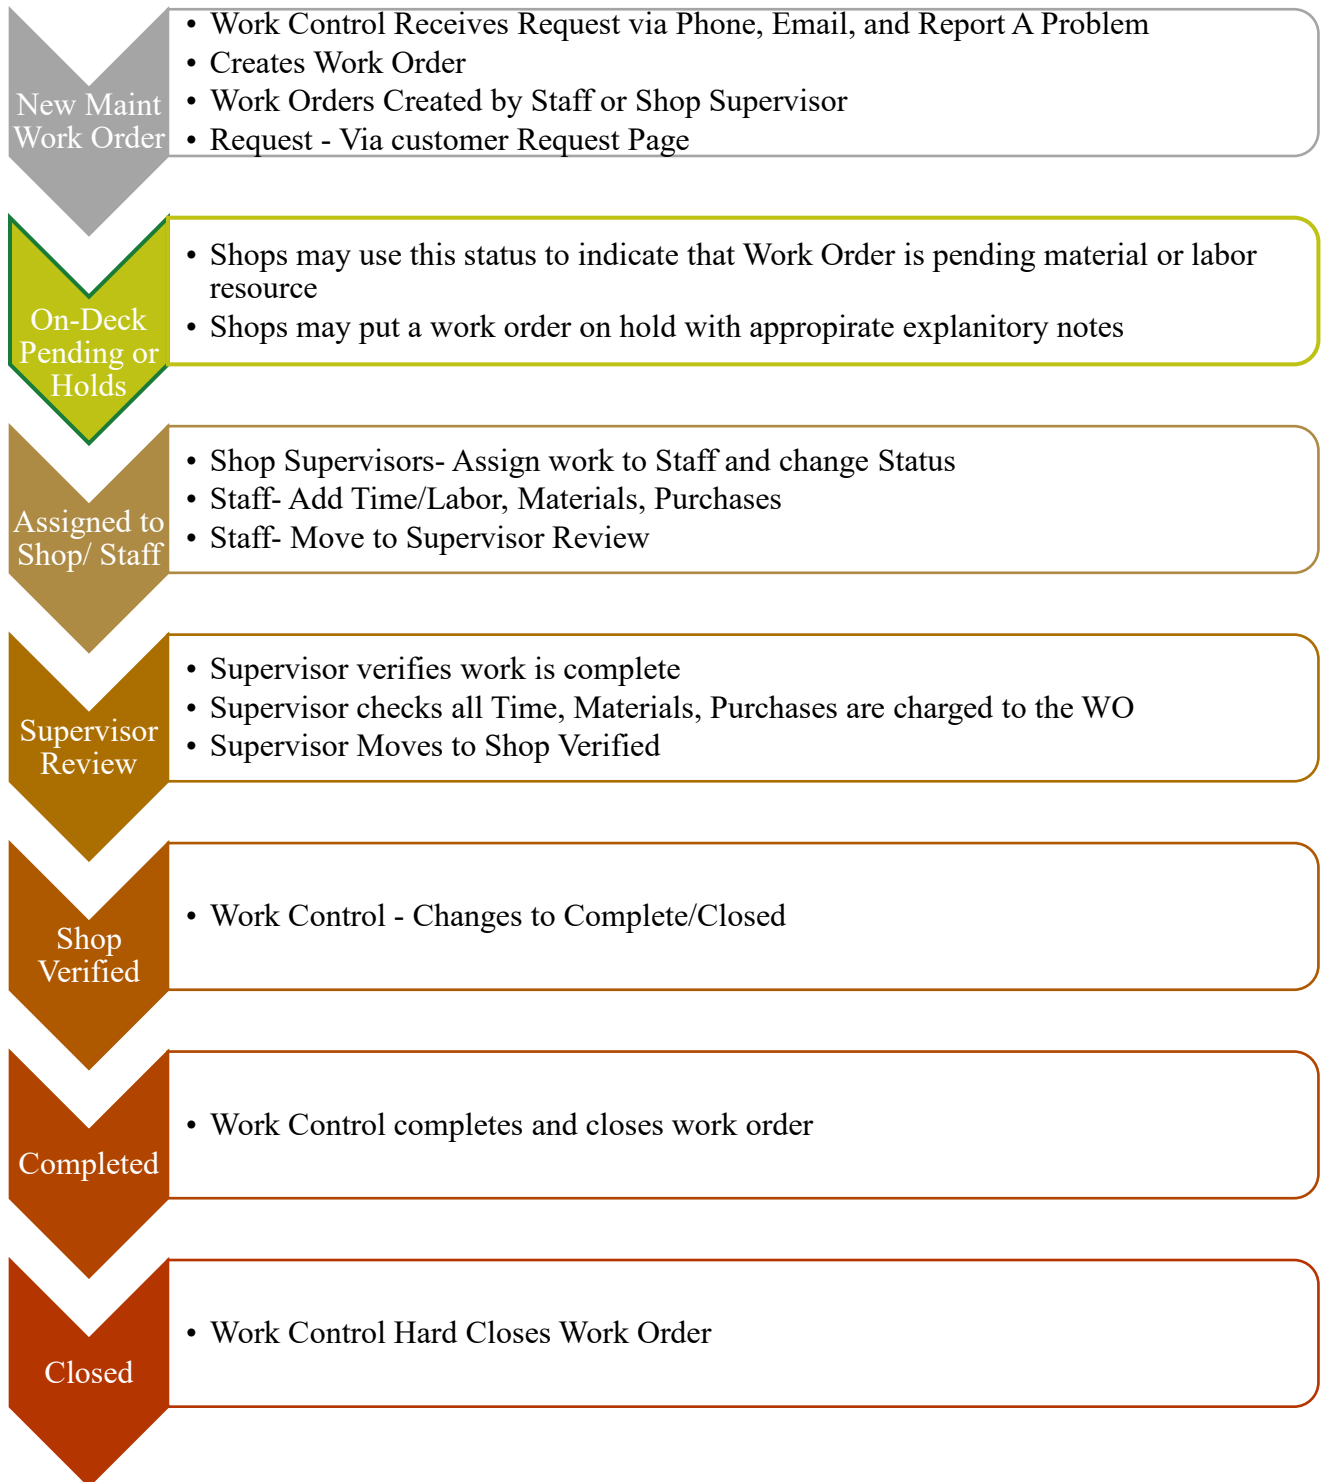 New Maint
Work Order
• Work Control Receives Request via Phone, Email, and Report A Problem
• Creates Work Order
• Work Orders Created by Staff or Shop Supervisor
• Request - Via customer Request Page
On-Deck
Pending or
Holds
• Shops may use this status to indicate that Work Order is pending material or labor
resource
• Shops may put a work order on hold with appropirate explanitory notes
Assigned to
Shop/ Staff
• Shop Supervisors- Assign work to Staff and change Status
• Staff- Add Time/Labor, Materials, Purchases
• Staff- Move to Supervisor Review
Supervisor
Review
• Supervisor verifies work is complete
• Supervisor checks all Time, Materials, Purchases are charged to the WO
• Supervisor Moves to Shop Verified
Shop
Verified
• Work Control - Changes to Complete/Closed
Completed
• Work Control completes and closes work order
Closed
• Work Control Hard Closes Work Order